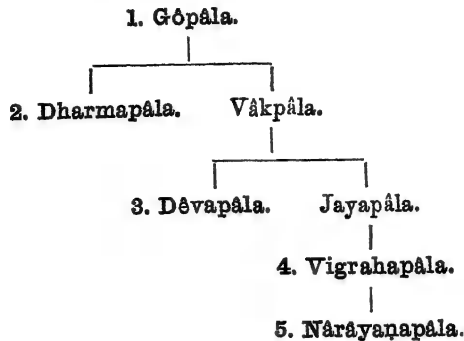 1. Gôpâla.
2. Dharmapâla. Vâkpâla.
3. Dêvapâla. Jayapâla.
4. Vigrahapâla.
5. Nârâyaṇapâla.